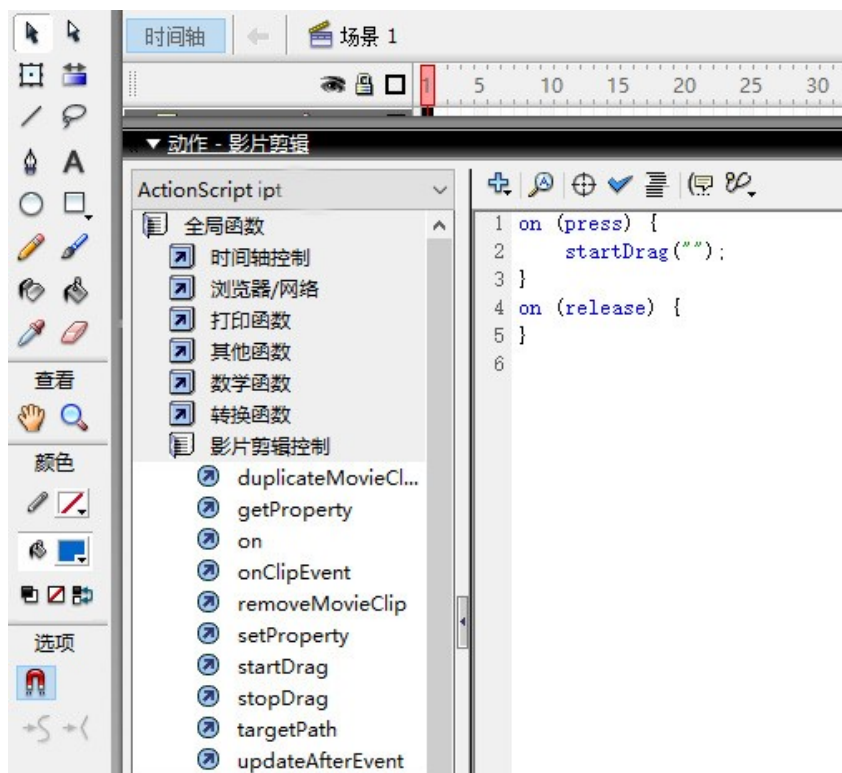 时间轴
场景 1
1 5 10 15 20 25 30
动作 - 影片剪辑
ActionScript ipt
全局函数
时间轴控制
浏览器/网络
打印函数
其他函数
数学函数
转换函数
影片剪辑控制
duplicateMovieCl...
getProperty
on
onClipEvent
removeMovieClip
setProperty
startDrag
stopDrag
targetPath
updateAfterEvent
1 on (press) {
2 startDrag("");
3 }
4 on (release) {
5 }
6
A
查看
颜色
选项